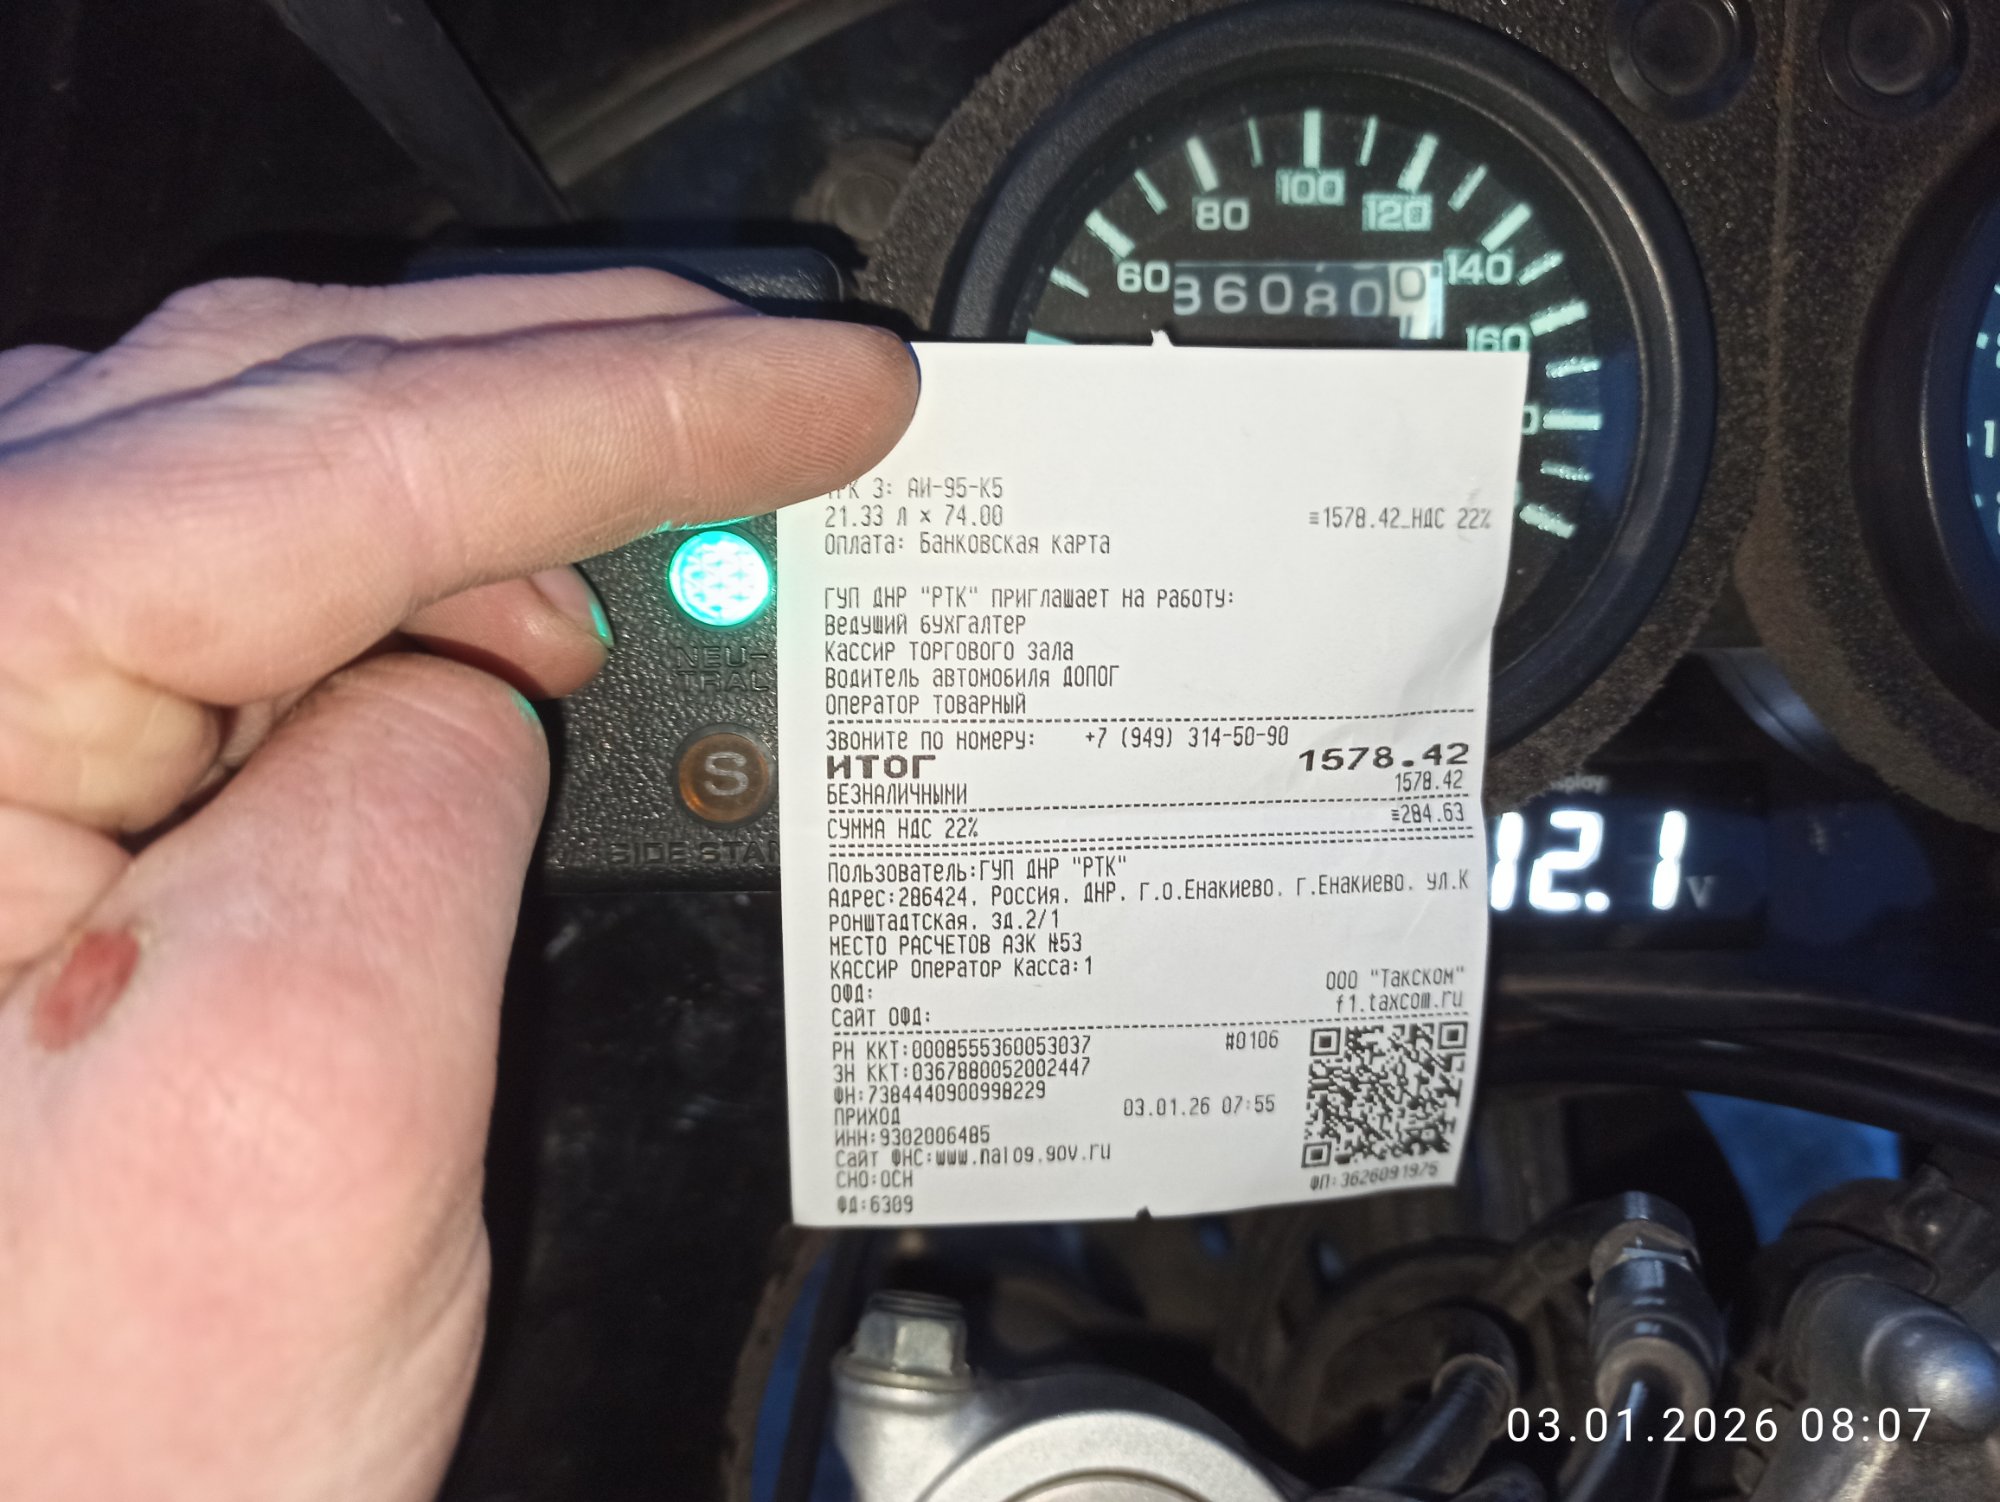 80
100
120
60
140
36080 0
160
ТРК 3: АИ-95-К5
21.33 Л × 74.00 ≡1578.42_НДС 22%
Оплата: Банковская карта
ГУП ДНР "РТК" приглашает на работу:
Ведущий бухгалтер
Кассир торгового зала
Водитель автомобиля ДОПОГ
Оператор товарный
Звоните по номеру: +7 (949) 314-50-90
ИТОГ 1578.42
БЕЗНАЛИЧНЫМИ 1578.42
СУММА НДС 22% ≡284.63
Пользователь:ГУП ДНР "РТК"
Адрес:286424, Россия, ДНР, Г.О.Енакиево, г.Енакиево, ул.К
ронштадтская, зд.2/1
МЕСТО РАСЧЕТОВ АЗК №53
КАССИР Оператор Касса:1
ОФД: ООО "Такском"
Сайт ОФД: f1.taxcom.ru
РН ККТ:0008555360053037 #0106
ЗН ККТ:0367880052002447
ФН:7384440900998229
ПРИХОД 03.01.26 07:55
ИНН:9302006485
Сайт ФНС:www.nalog.gov.ru
СНО:ОСН
ФД:6309
ФП:3626091975
NEU-
TRAL
S
SIDE STAN
12.1 V
03.01.2026 08:07